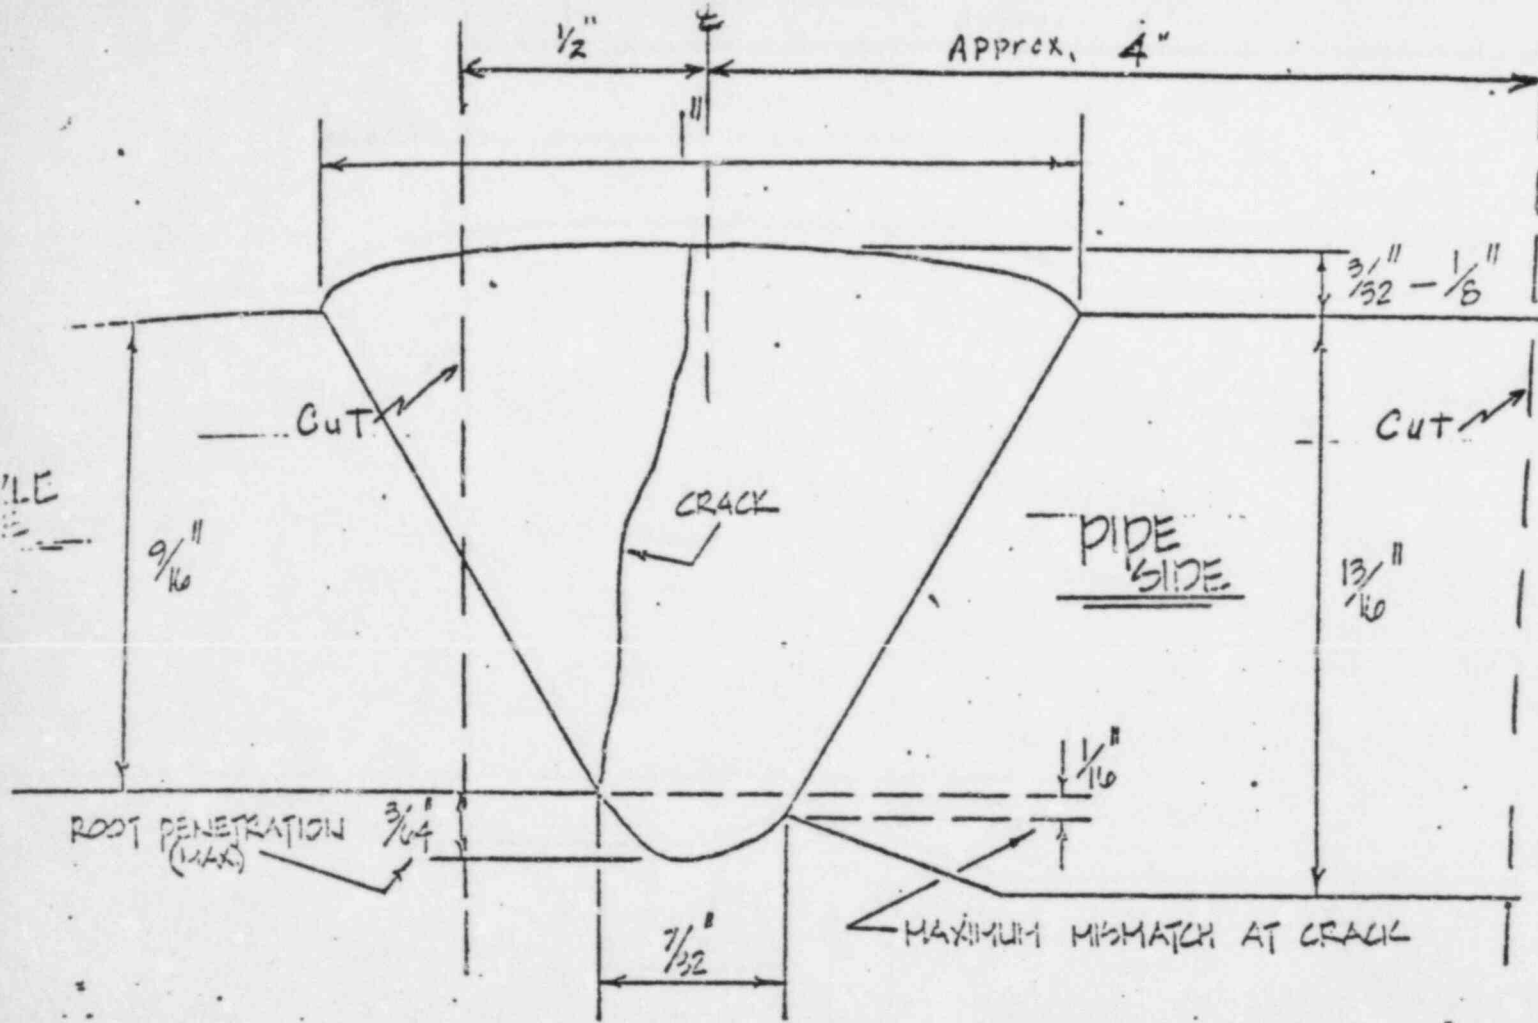 1/2"
Approx. 4"
1"
3/32" - 1/8"
CUT
CUT
CRACK
9/16"
PIPE
SIDE
13/16"
1/16"
ROOT PENETRATION
(MAX)
3/64"
MAXIMUM MISMATCH AT CRACK
7/32"